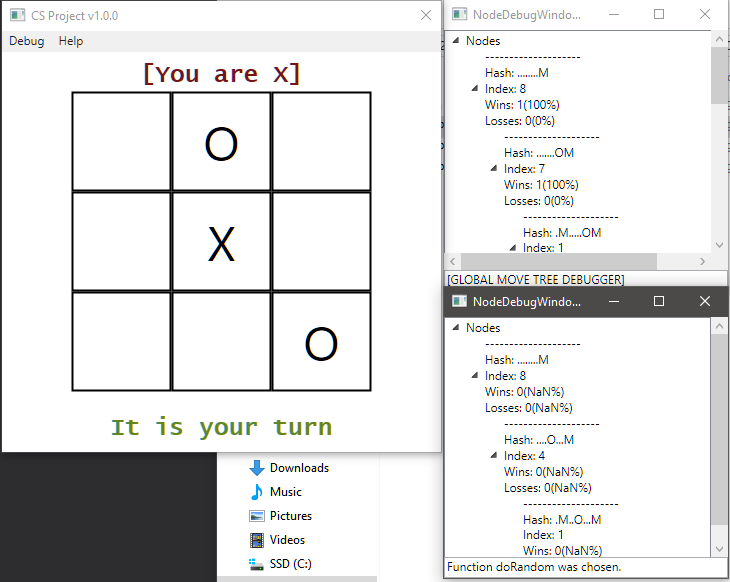 CS Project v1.0.0
Debug Help
[You are X]
O
X
O
It is your turn
Downloads
Music
Pictures
Videos
SSD (C:)
NodeDebugWindo...
Nodes
--------------------
Hash: ........M
Index: 8
Wins: 1(100%)
Losses: 0(0%)
--------------------
Hash: .......OM
Index: 7
Wins: 1(100%)
Losses: 0(0%)
--------------------
Hash: .M.....OM
Index: 1
[GLOBAL MOVE TREE DEBUGGER]
NodeDebugWindo...
Nodes
--------------------
Hash: ........M
Index: 8
Wins: 0(NaN%)
Losses: 0(NaN%)
--------------------
Hash: ....O...M
Index: 4
Wins: 0(NaN%)
Losses: 0(NaN%)
--------------------
Hash: .M..O...M
Index: 1
Wins: 0(NaN%)
Function doRandom was chosen.